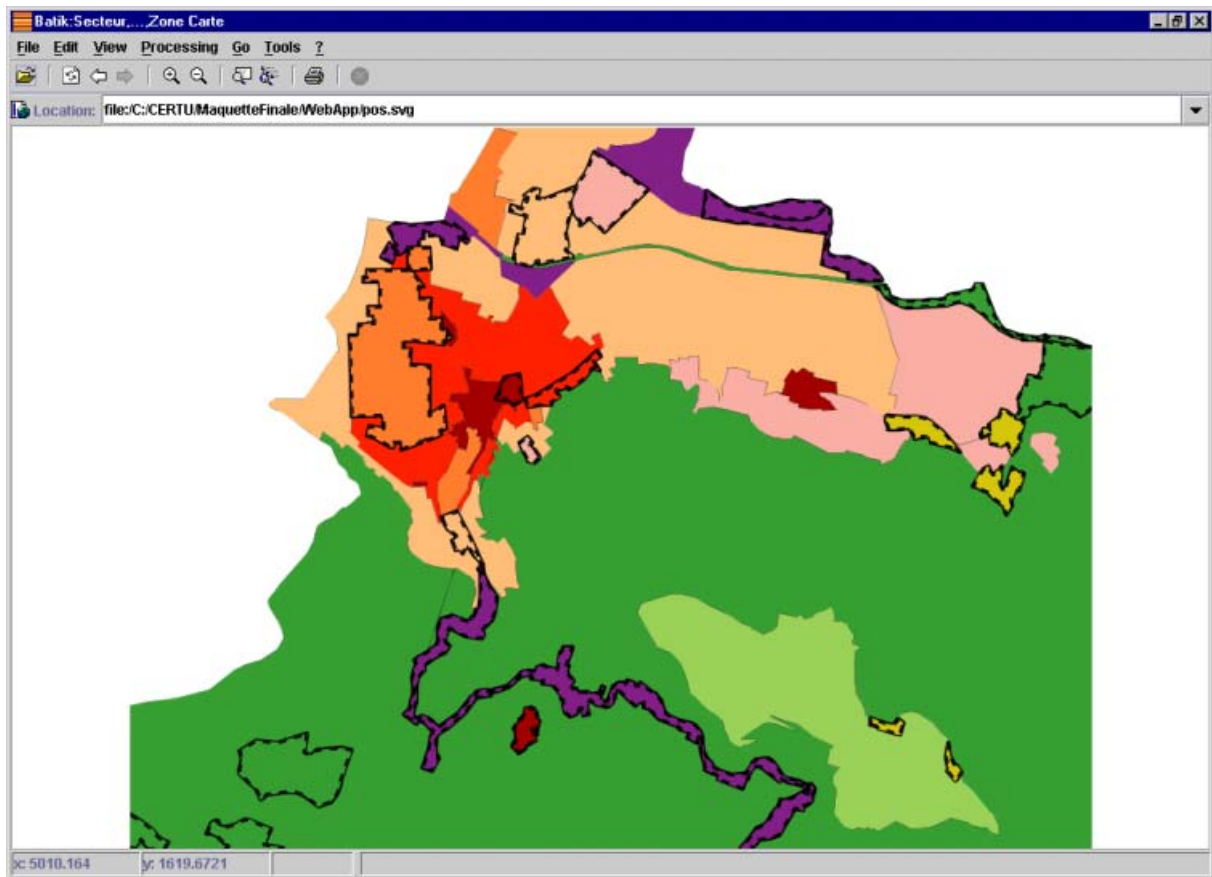 Batik:Secteur,...,Zone Carte
File Edit View Processing Go Tools ?
Location: file:/C:/CERTU/MaquetteFinale/WebApp/pos.svg
x: 5010.164 y: 1619.6721